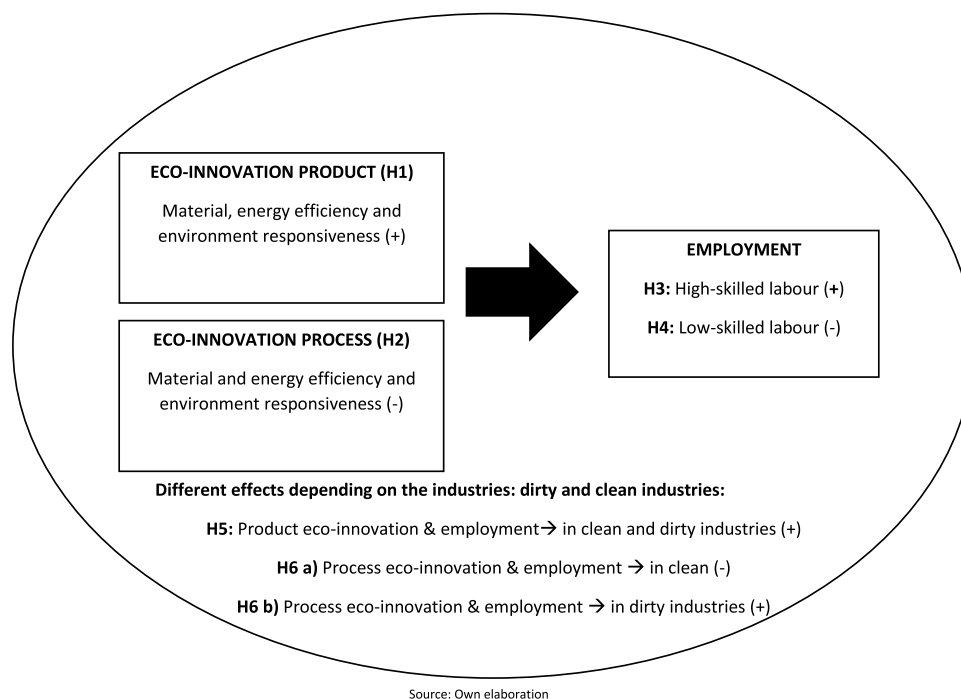 ECO-INNOVATION PRODUCT (H1)
Material, energy efficiency and
environment responsiveness (+)
ECO-INNOVATION PROCESS (H2)
Material and energy efficiency and
environment responsiveness (-)
EMPLOYMENT
H3: High-skilled labour (+)
H4: Low-skilled labour (-)
Different effects depending on the industries: dirty and clean industries:
H5: Product eco-innovation & employment→ in clean and dirty industries (+)
H6 a) Process eco-innovation & employment → in clean (-)
H6 b) Process eco-innovation & employment → in dirty industries (+)
Source: Own elaboration